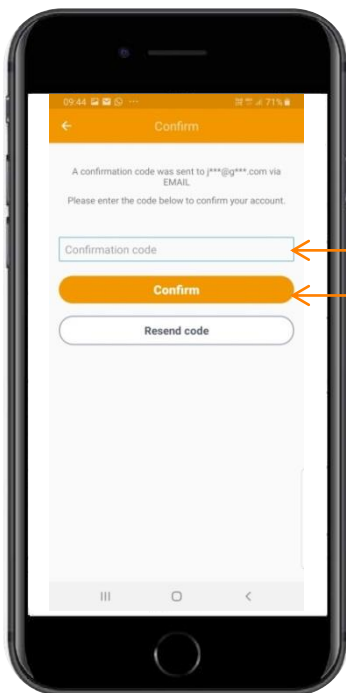 09:44 71%
Confirm
A confirmation code was sent to j***@g***.com via
EMAIL
Please enter the code below to confirm your account.
Confirmation code
Confirm
Resend code